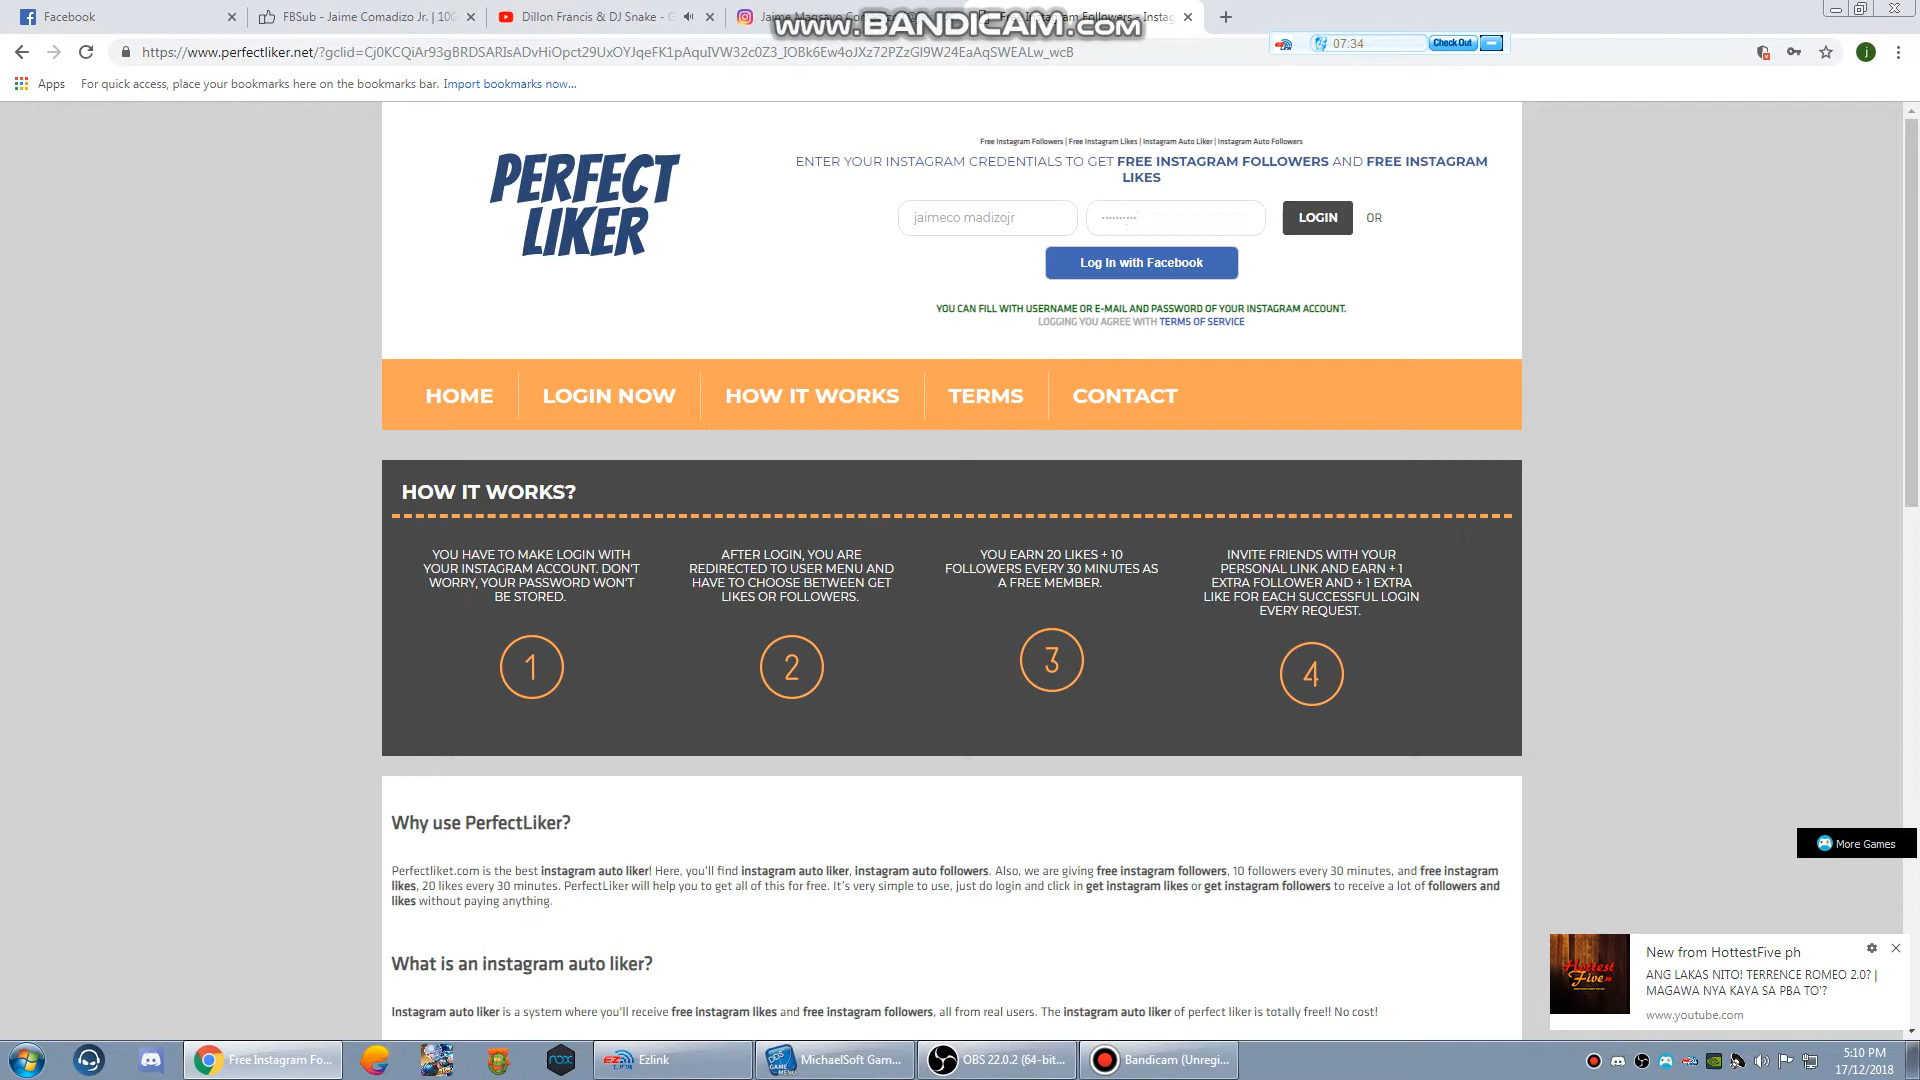 www.BANDICAM.com
Facebook
FBSub - Jaime Comadizo Jr. | 100
Dillon Francis & DJ Snake - G
Free Instagram Followers - Instag
https://www.perfectliker.net/?gclid=Cj0KCQiAr93gBRDSARIsADvHiOpct29UxOYJqeFK1pAquIVW32c0Z3_IOBk6Ew4oJXz72PZzGI9W24EaAqSWEALw_wcB
07:34
Check Out
j
Apps
For quick access, place your bookmarks here on the bookmarks bar.
Import bookmarks now...
PERFECT
LIKER
Free Instagram Followers | Free Instagram Likes | Instagram Auto Liker | Instagram Auto Followers
ENTER YOUR INSTAGRAM CREDENTIALS TO GET FREE INSTAGRAM FOLLOWERS AND FREE INSTAGRAM
LIKES
jaimeco madizojr
LOGIN
OR
Log In with Facebook
YOU CAN FILL WITH USERNAME OR E-MAIL AND PASSWORD OF YOUR INSTAGRAM ACCOUNT.
LOGGING YOU AGREE WITH TERMS OF SERVICE
HOME
LOGIN NOW
HOW IT WORKS
TERMS
CONTACT
HOW IT WORKS?
YOU HAVE TO MAKE LOGIN WITH
YOUR INSTAGRAM ACCOUNT. DON'T
WORRY, YOUR PASSWORD WON'T
BE STORED.
1
AFTER LOGIN, YOU ARE
REDIRECTED TO USER MENU AND
HAVE TO CHOOSE BETWEEN GET
LIKES OR FOLLOWERS.
2
YOU EARN 20 LIKES + 10
FOLLOWERS EVERY 30 MINUTES AS
A FREE MEMBER.
3
INVITE FRIENDS WITH YOUR
PERSONAL LINK AND EARN + 1
EXTRA FOLLOWER AND + 1 EXTRA
LIKE FOR EACH SUCCESSFUL LOGIN
EVERY REQUEST.
4
Why use PerfectLiker?
Perfectliket.com is the best instagram auto liker! Here, you'll find instagram auto liker, instagram auto followers. Also, we are giving free instagram followers, 10 followers every 30 minutes, and free instagram
likes, 20 likes every 30 minutes. PerfectLiker will help you to get all of this for free. It's very simple to use, just do login and click in get instagram likes or get instagram followers to receive a lot of followers and
likes without paying anything.
What is an instagram auto liker?
Instagram auto liker is a system where you'll receive free instagram likes and free instagram followers, all from real users. The instagram auto liker of perfect liker is totally free!! No cost!
More Games
Hottest
Five
New from HottestFive ph
ANG LAKAS NITO! TERRENCE ROMEO 2.0? |
MAGAWA NYA KAYA SA PBA TO'?
www.youtube.com
Free Instagram Fo...
nox
Ezlink
MichaelSoft Gam...
OBS 22.0.2 (64-bit...
Bandicam (Unregi...
5:10 PM
17/12/2018